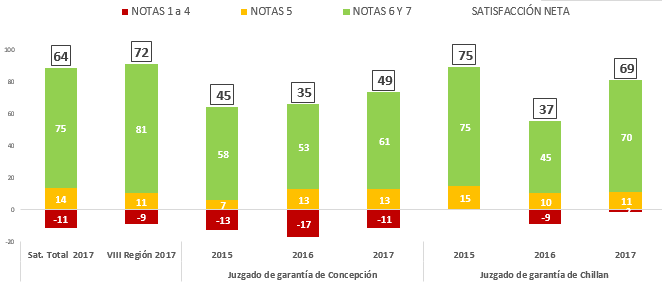 NOTAS 1 a 4 NOTAS 5 NOTAS 6 Y 7 SATISFACCIÓN NETA
64 72 45 35 49 75 37 69
100
80
60
40
20
0
-20
75 81 58 53 61 75 45 70
14 11 7 13 13 15 10 11
-11 -9 -13 -17 -11 -9
Sat. Total 2017 VIII Región 2017 2015 2016 2017 2015 2016 2017
Juzgado de garantía de Concepción Juzgado de garantía de Chillan